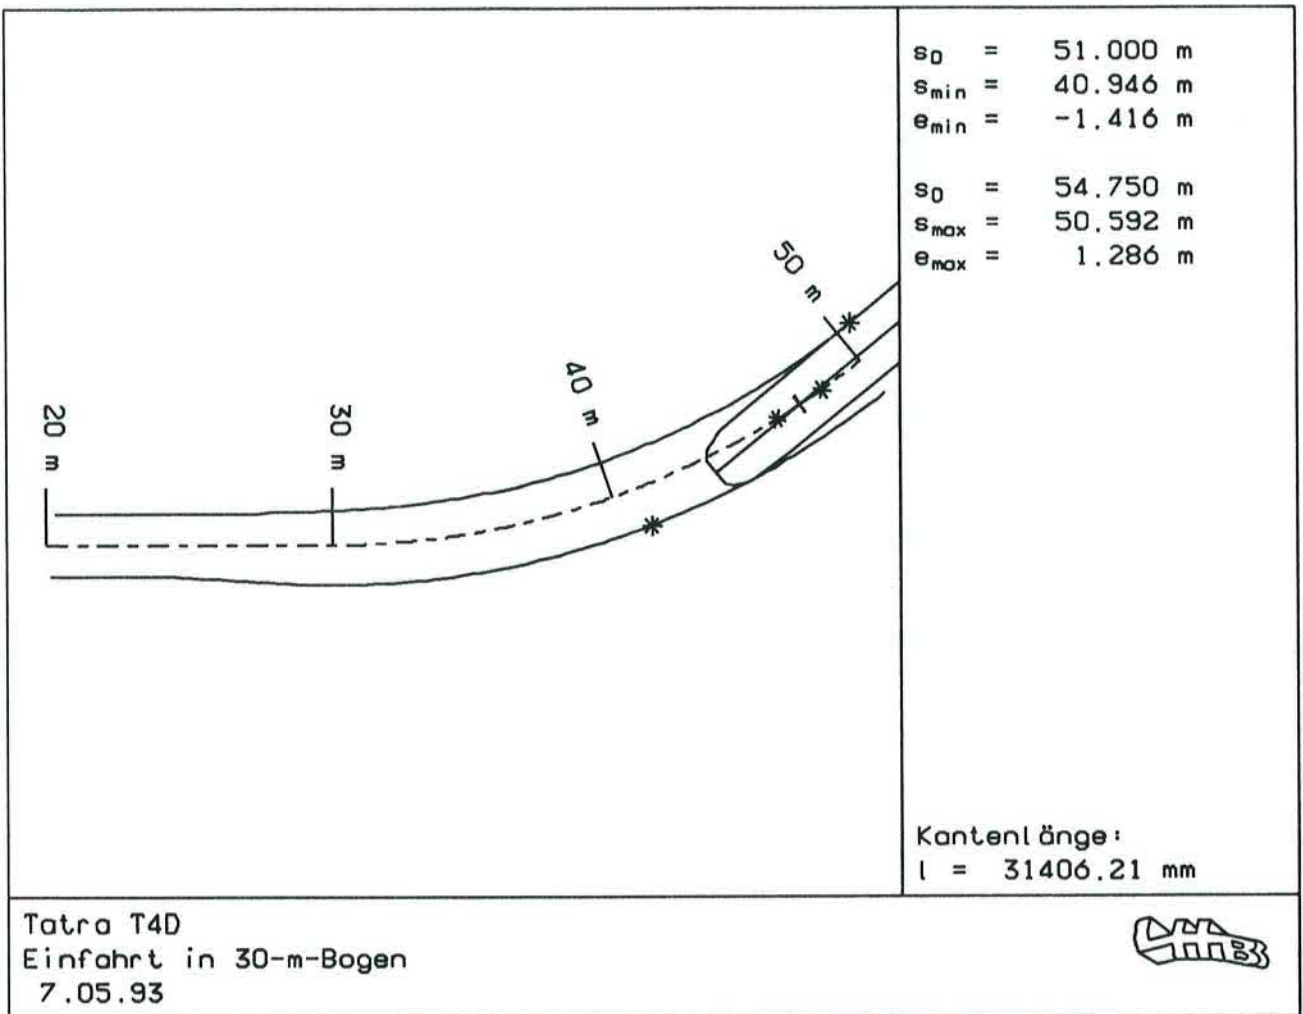 20 m
30 m
40 m
50 m
s0 = 51.000 m
smin = 40.946 m
emin = -1.416 m
s0 = 54.750 m
smax = 50.592 m
emax = 1.286 m
Kantenlänge:
l = 31406.21 mm
Tatra T4D
Einfahrt in 30-m-Bogen
7.05.93